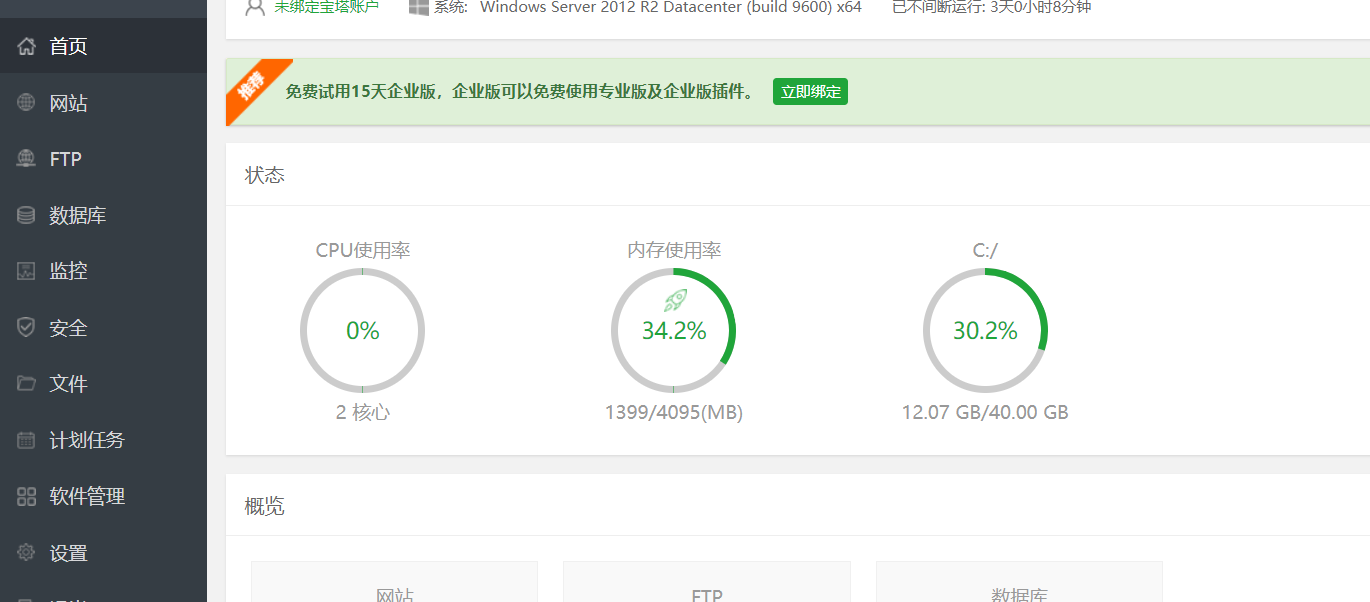 未绑定宝塔账户 系统: Windows Server 2012 R2 Datacenter (build 9600) x64 已不间断运行: 3天0小时8分钟
首页
网站
FTP
数据库
监控
安全
文件
计划任务
软件管理
设置
推荐
免费试用15天企业版，企业版可以免费使用专业版及企业版插件。 立即绑定
状态
CPU使用率 内存使用率 C:/
0% 34.2% 30.2%
2 核心 1399/4095(MB) 12.07 GB/40.00 GB
概览
网站 FTP 数据库